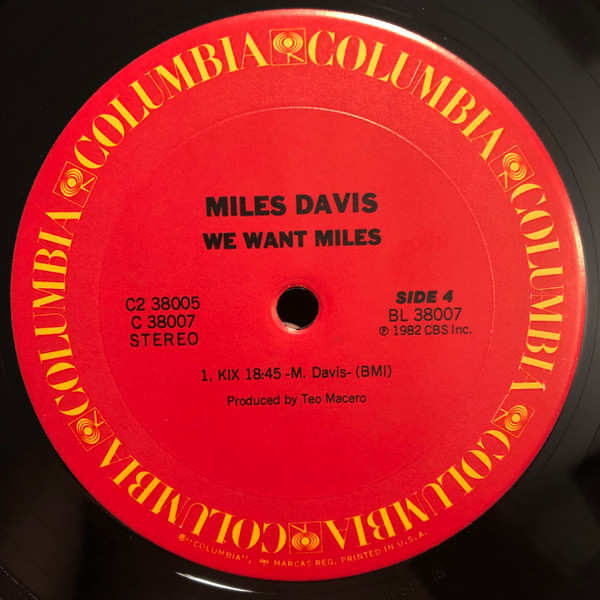 COLUMBIA COLUMBIA COLUMBIA COLUMBIA COLUMBIA COLUMBIA
MILES DAVIS
WE WANT MILES
C2 38005
C 38007
STEREO
SIDE 4
BL 38007
℗ 1982 CBS Inc.
1. KIX 18:45 -M. Davis- (BMI)
Produced by Teo Macero
®"COLUMBIA", MARCAS REG. PRINTED IN U.S.A.